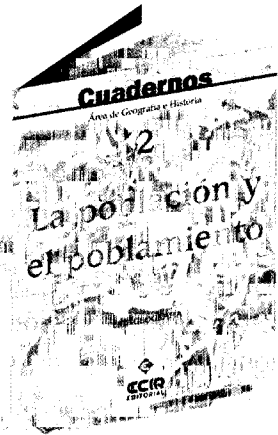 Cuadernos
Área de Geografía e Historia
2
La población y
el poblamiento
ECIR
EDITORIAL